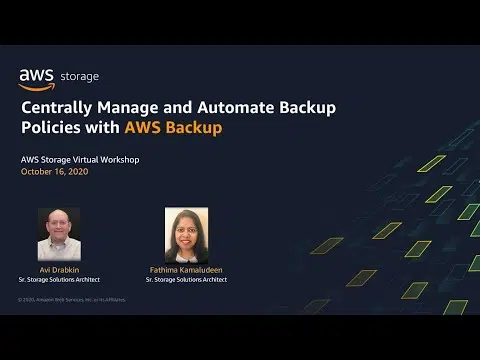 aws storage
Centrally Manage and Automate Backup
Policies with AWS Backup
AWS Storage Virtual Workshop
October 16, 2020
Avi Drabkin
Sr. Storage Solutions Architect
Fathima Kamaludeen
Sr. Storage Solutions Architect
© 2020, Amazon Web Services, Inc. or its Affiliates.